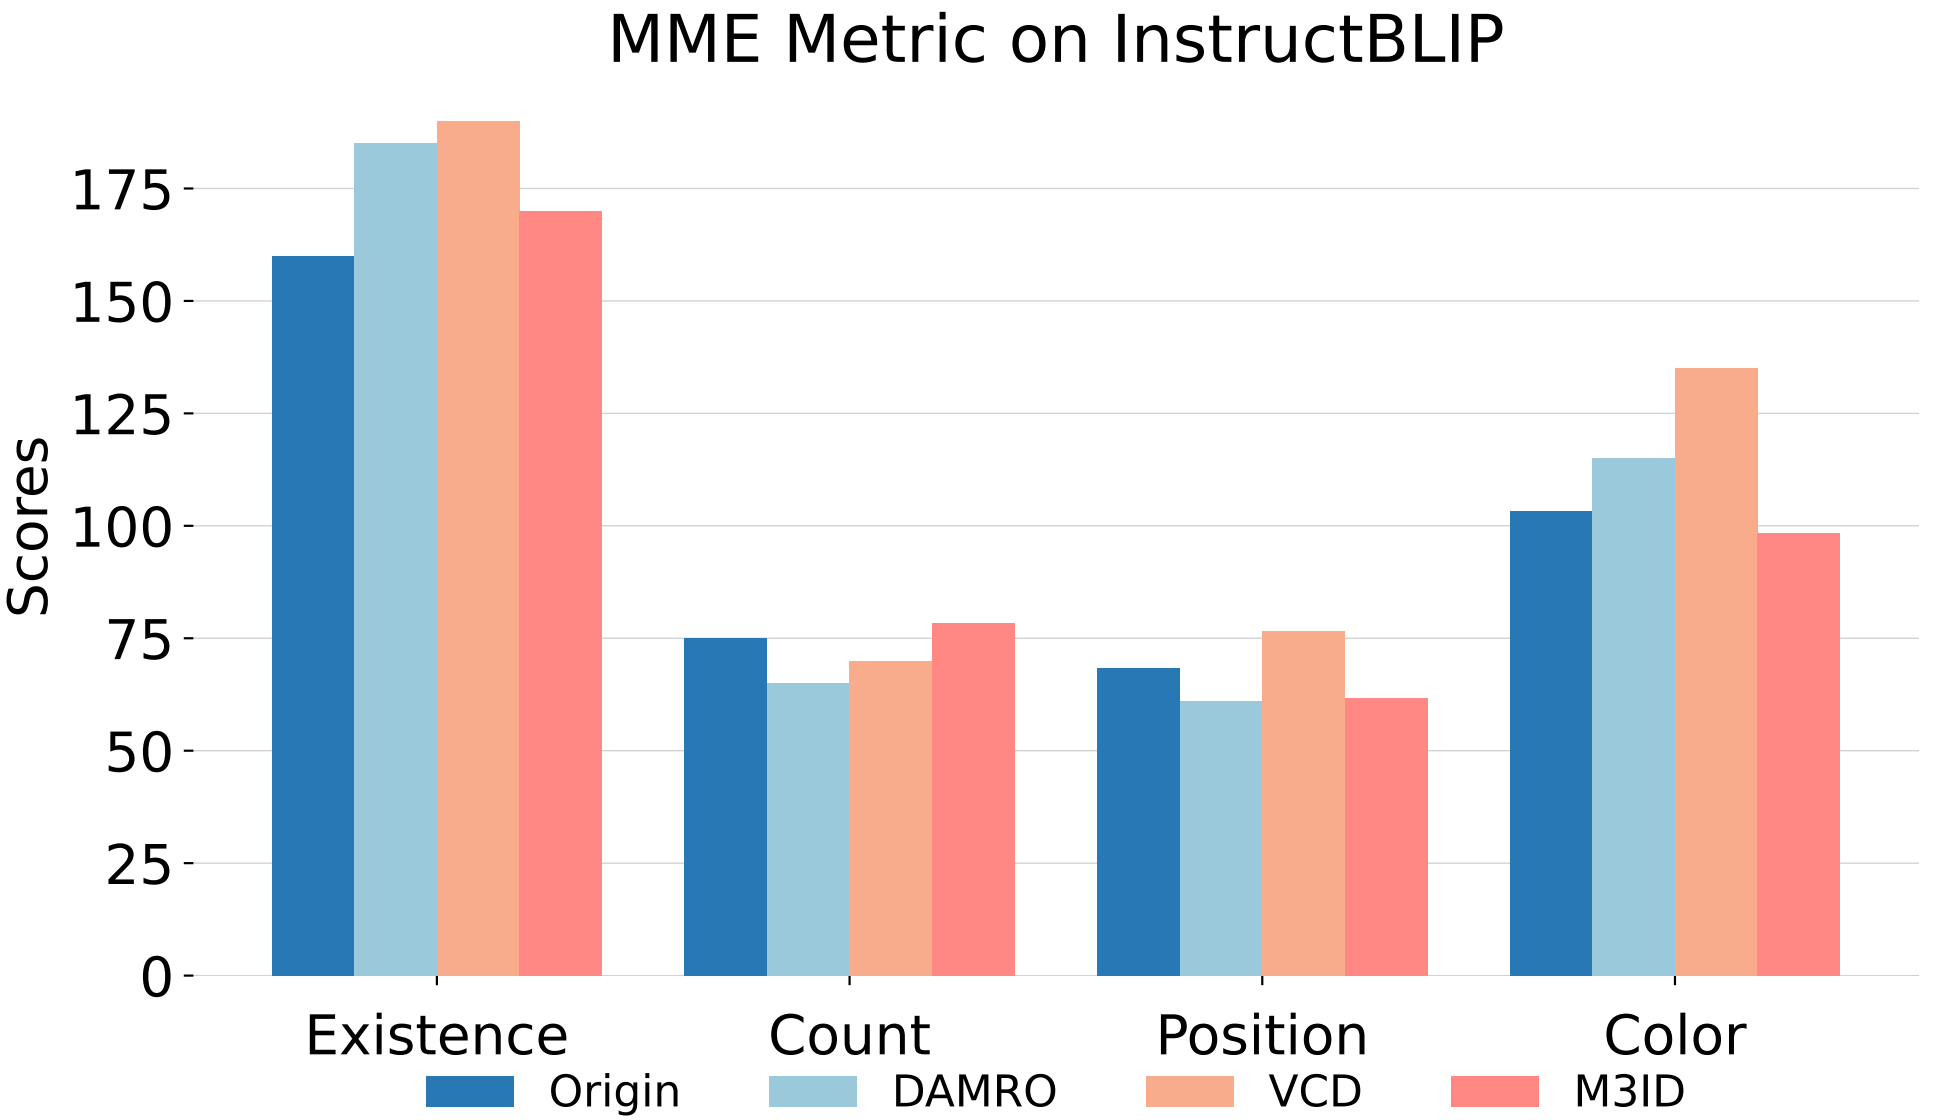 MME Metric on InstructBLIP
Scores
175
150
125
100
75
50
25
0
Existence Count Position Color
Origin DAMRO VCD M3ID